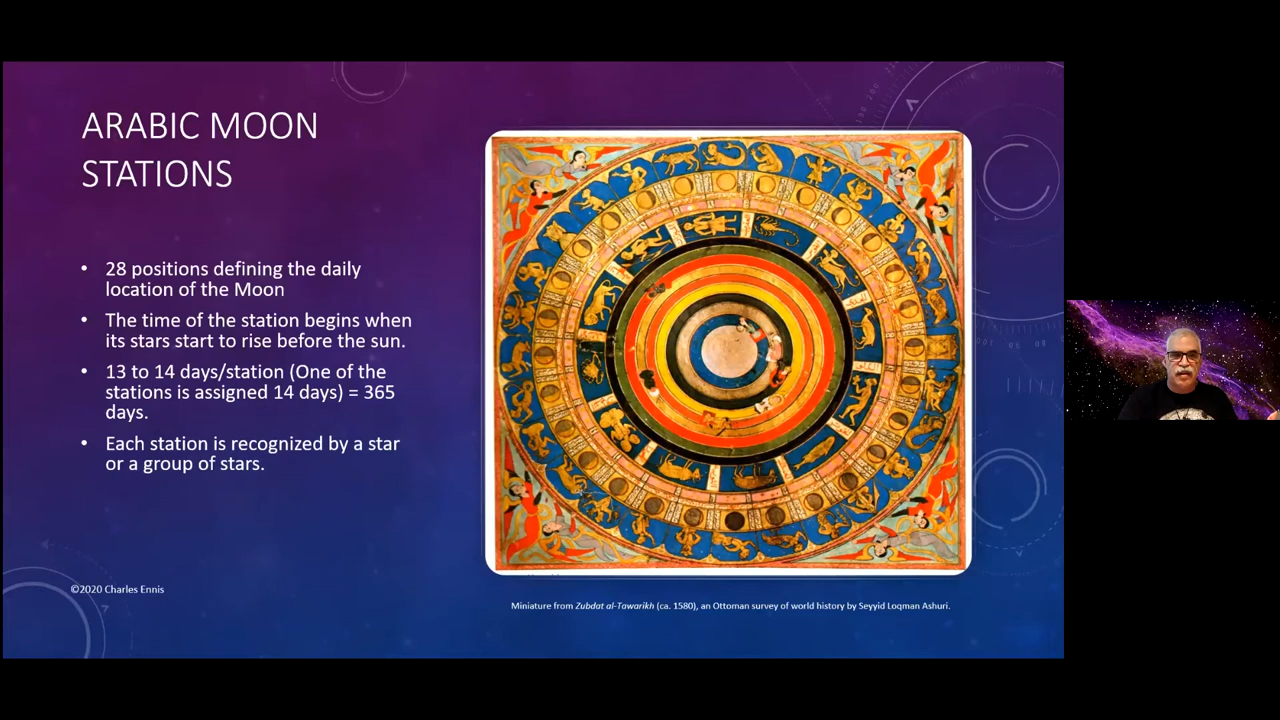 ARABIC MOON
STATIONS
• 28 positions defining the daily
location of the Moon
• The time of the station begins when
its stars start to rise before the sun.
• 13 to 14 days/station (One of the
stations is assigned 14 days) = 365
days.
• Each station is recognized by a star
or a group of stars.
©2020 Charles Ennis
Miniature from Zubdat al-Tawarikh (ca. 1580), an Ottoman survey of world history by Seyyid Loqman Ashuri.